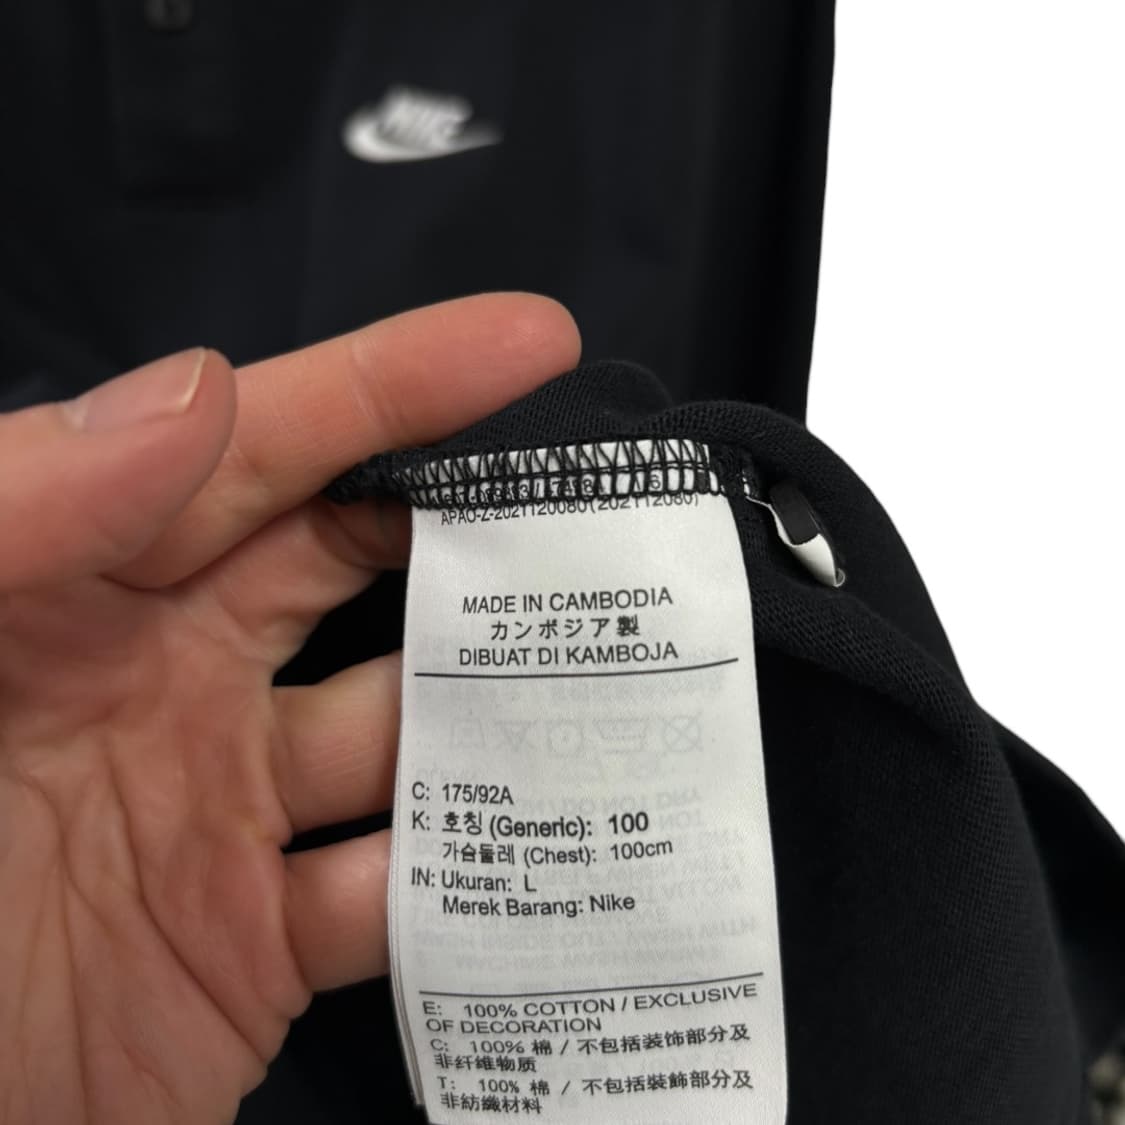 NIKE
APAO-Z-2021120080(202112080)
MADE IN CAMBODIA
カンボジア製
DIBUAT DI KAMBOJA
C: 175/92A
K: 호칭 (Generic): 100
가슴둘레 (Chest): 100cm
IN: Ukuran: L
Merek Barang: Nike
E: 100% COTTON / EXCLUSIVE
OF DECORATION
C: 100% 棉 / 不包括装饰部分及
非纤维物质
T: 100% 棉 / 不包括裝飾部分及
非紡織材料